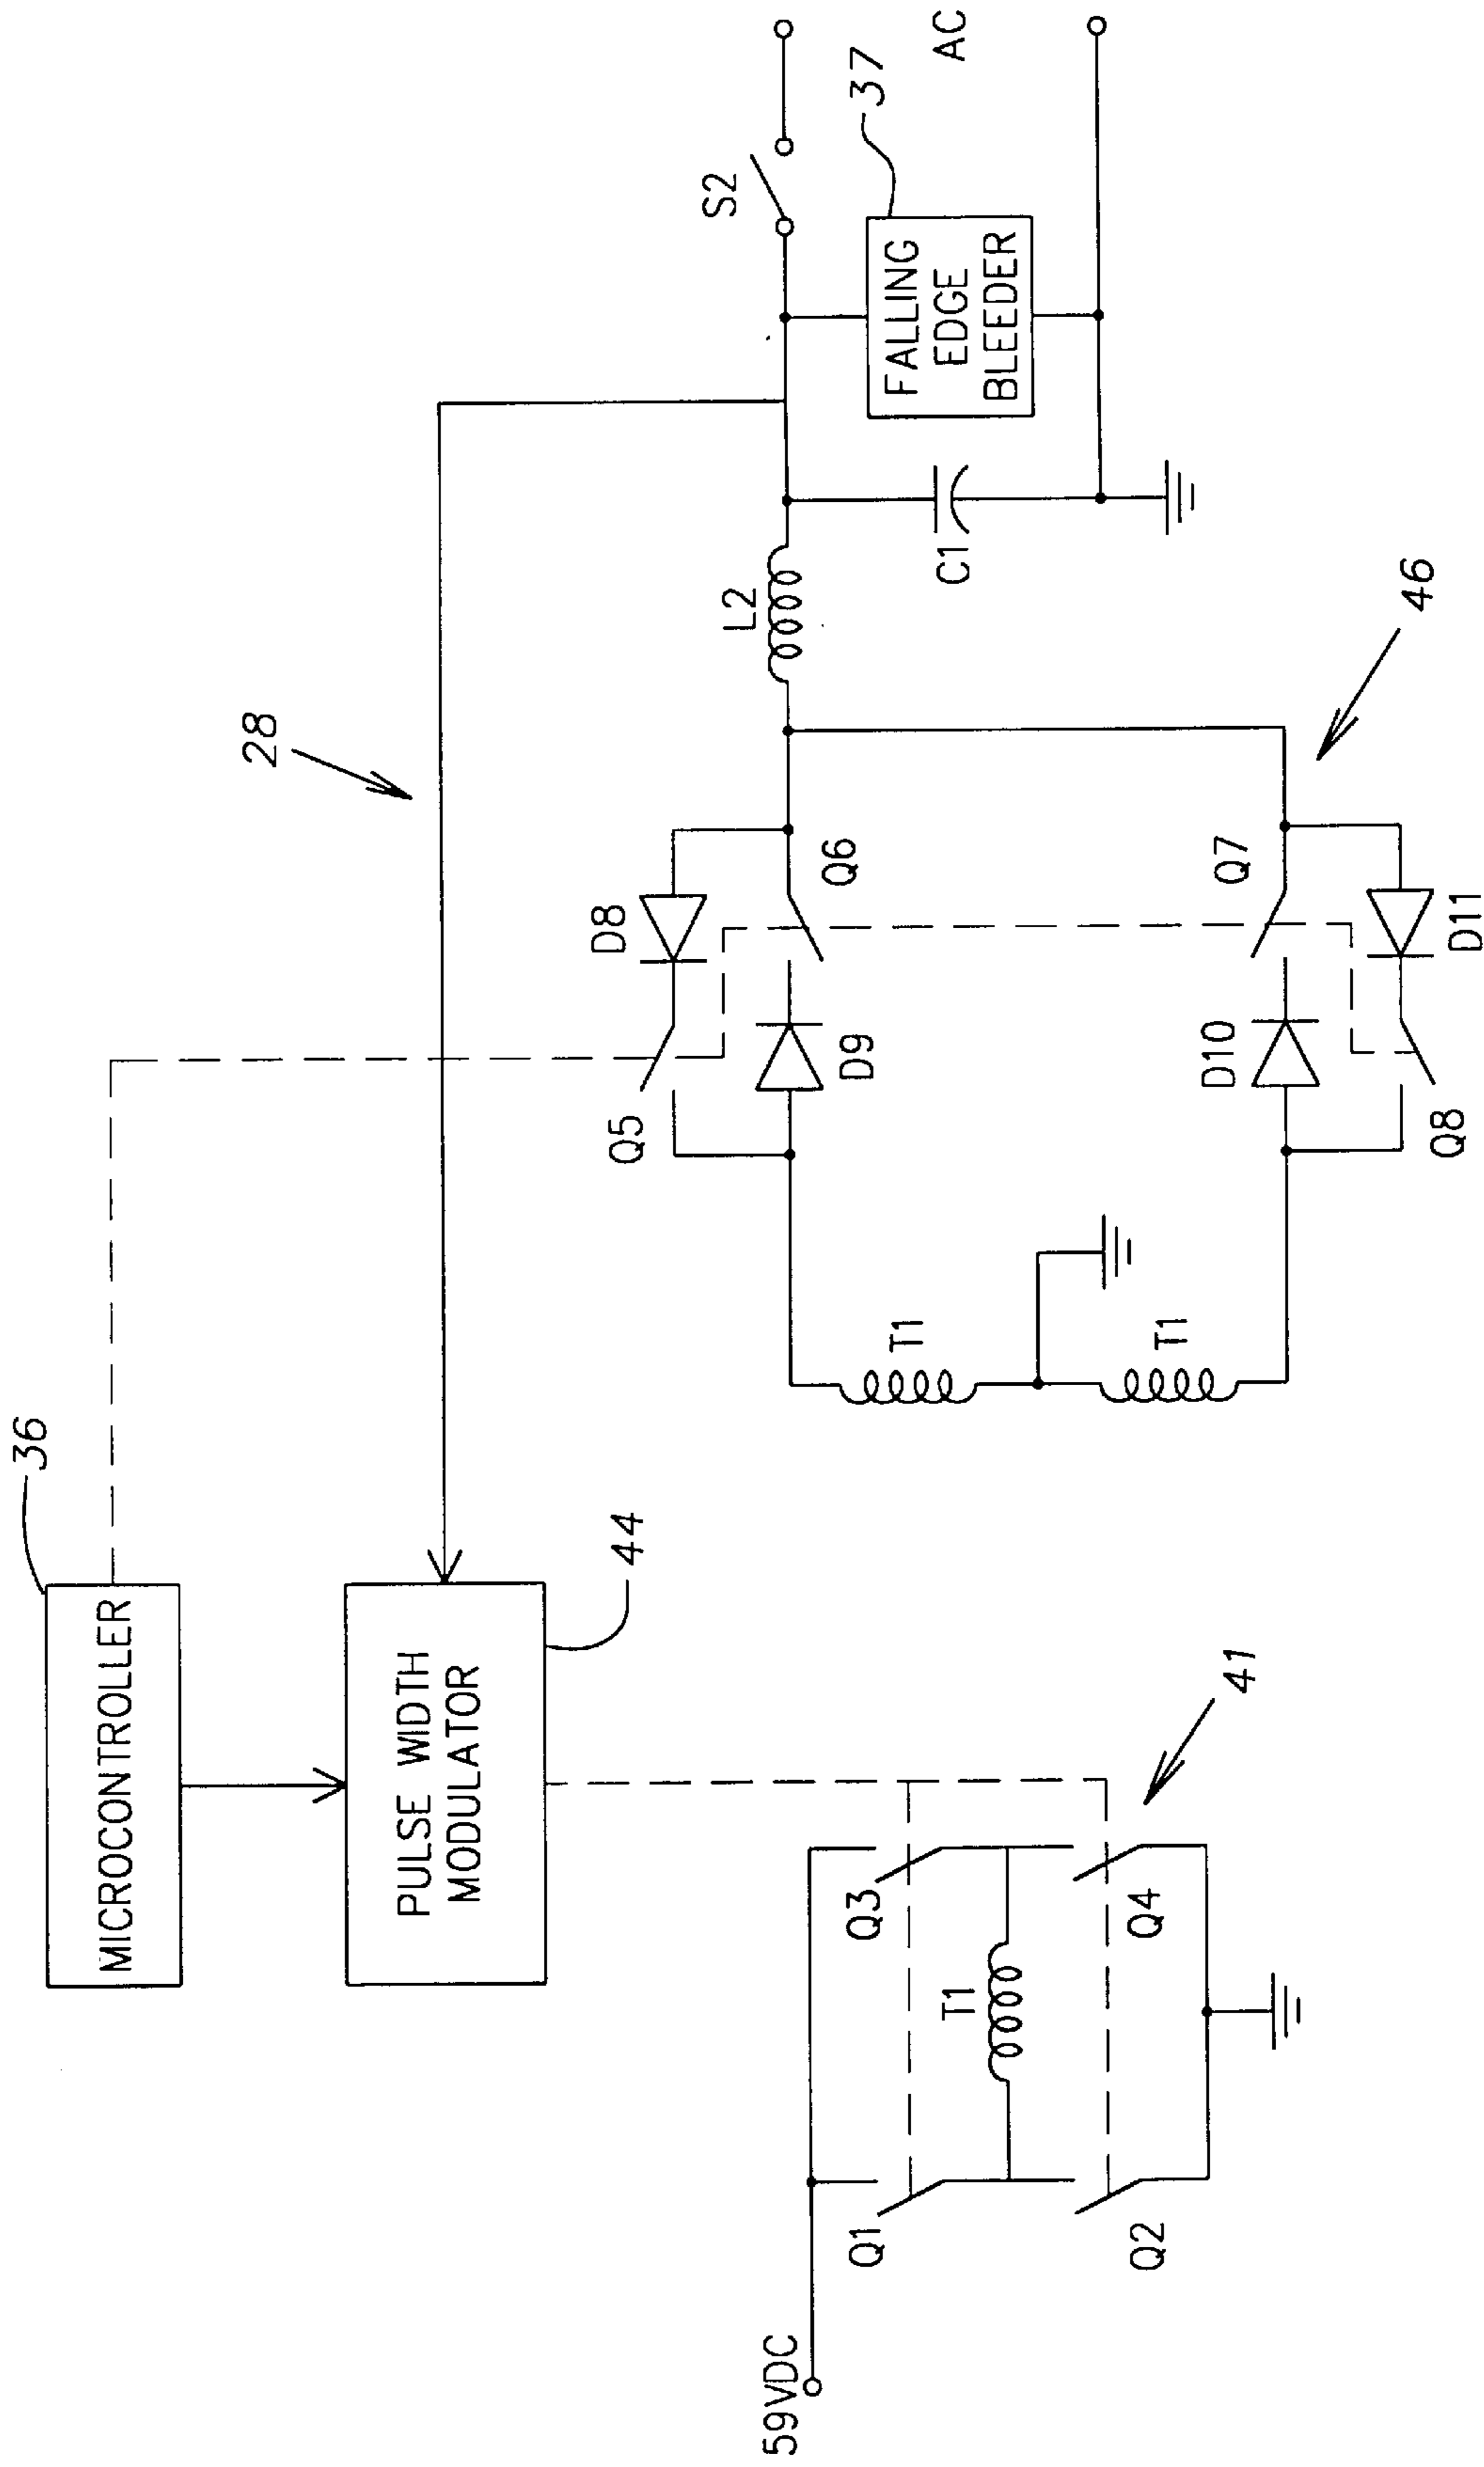 36
MICROCONTROLLER
PULSE WIDTH
MODULATOR
44
28
59VDC
Q1
Q3
T1
Q2
Q4
41
T1
T1
Q5
D8
D9
Q6
D10
Q7
Q8
D11
46
L2
C1
S2
FALLING
EDGE
BLEEDER
37
AC